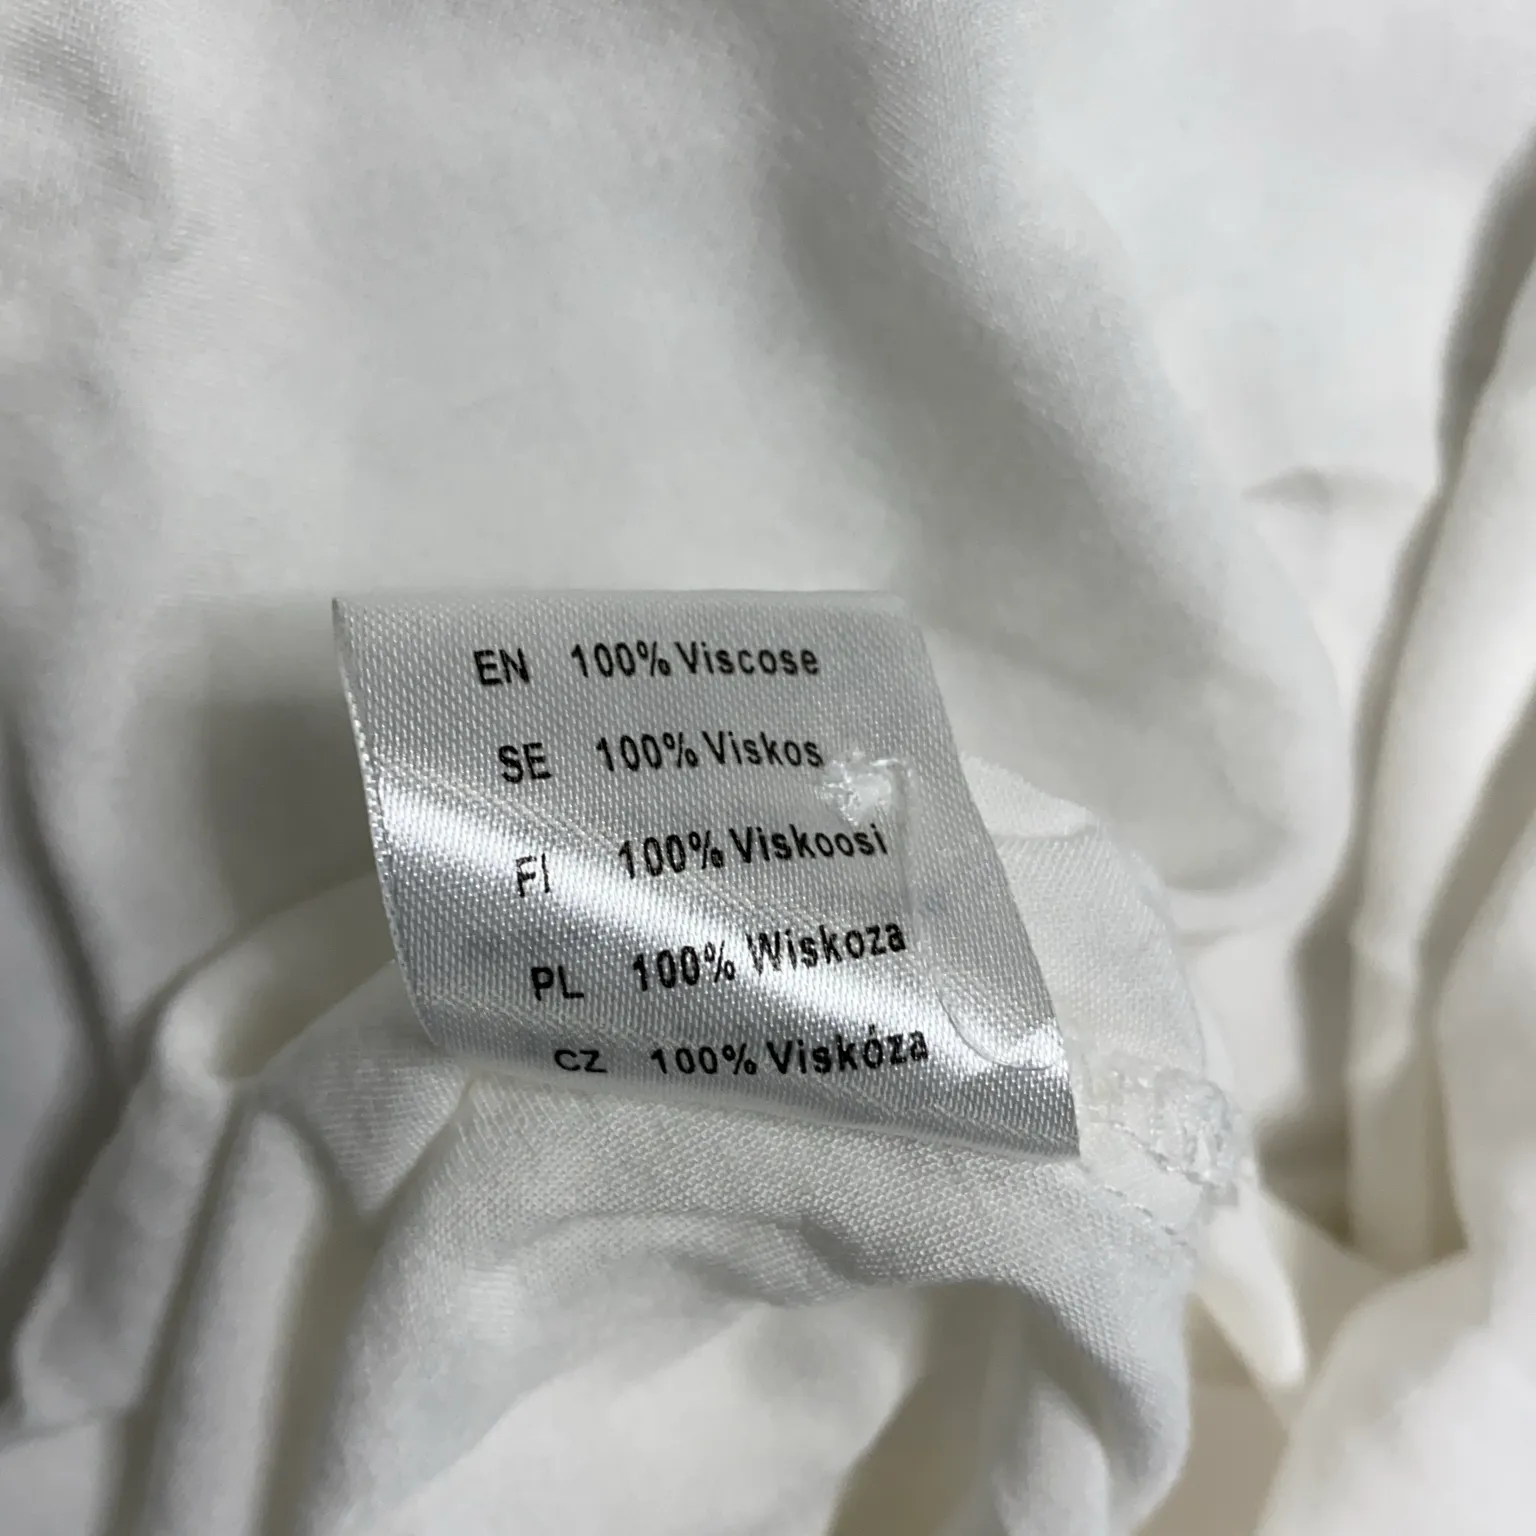 EN 100% Viscose
SE 100% Viskos
FI 100% Viskoosi
PL 100% Wiskoza
CZ 100% Viskóza